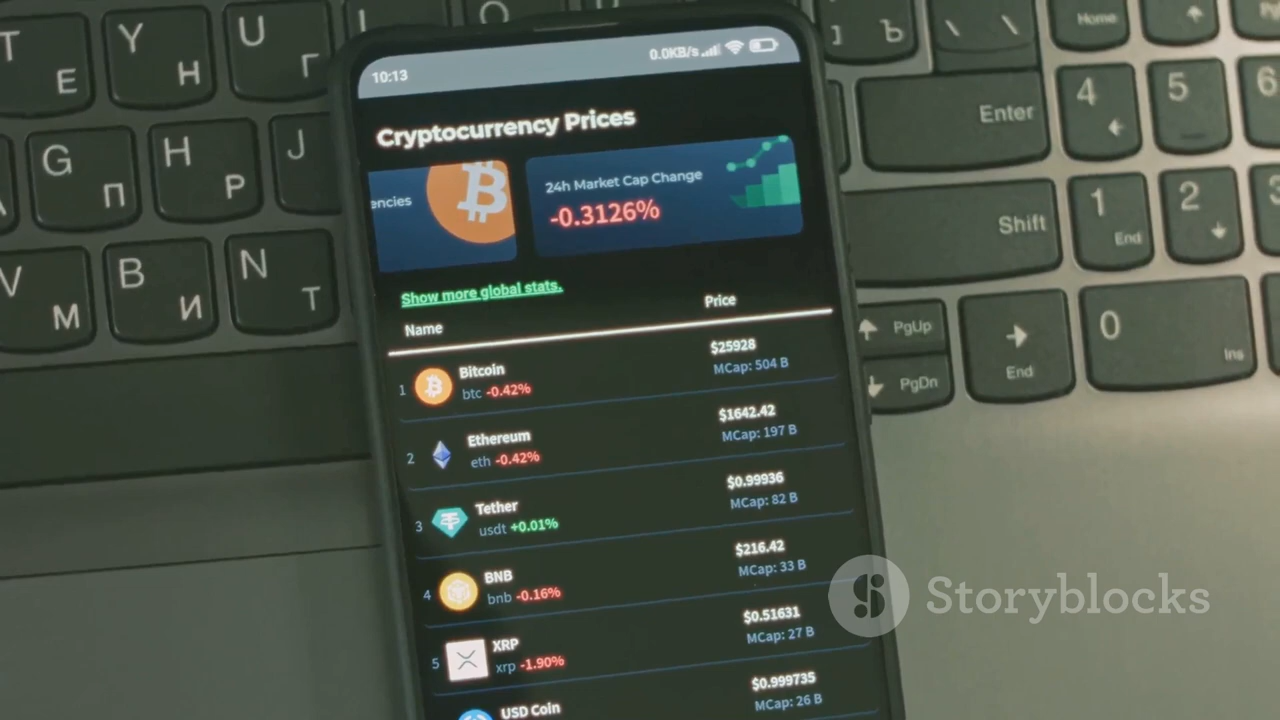 10:13
0.0KB/s
Cryptocurrency Prices
encies
24h Market Cap Change
-0.3126%
Show more global stats.
Name Price
1 Bitcoin $25928
btc -0.42% MCap: 504 B
2 Ethereum $1642.42
eth -0.42% MCap: 197 B
3 Tether $0.99936
usdt +0.01% MCap: 82 B
4 BNB $216.42
bnb -0.16% MCap: 33 B
5 XRP $0.51631
xrp -1.90% MCap: 27 B
USD Coin $0.999735
MCap: 26 B
T Е
Y Н
U Г
G П
H Р
J
V М
B И
N Т
Ъ
\ \
Home
Enter
4
5
6
Shift
1 End
2
3
PgUp
PgDn
End
0 Ins
Storyblocks